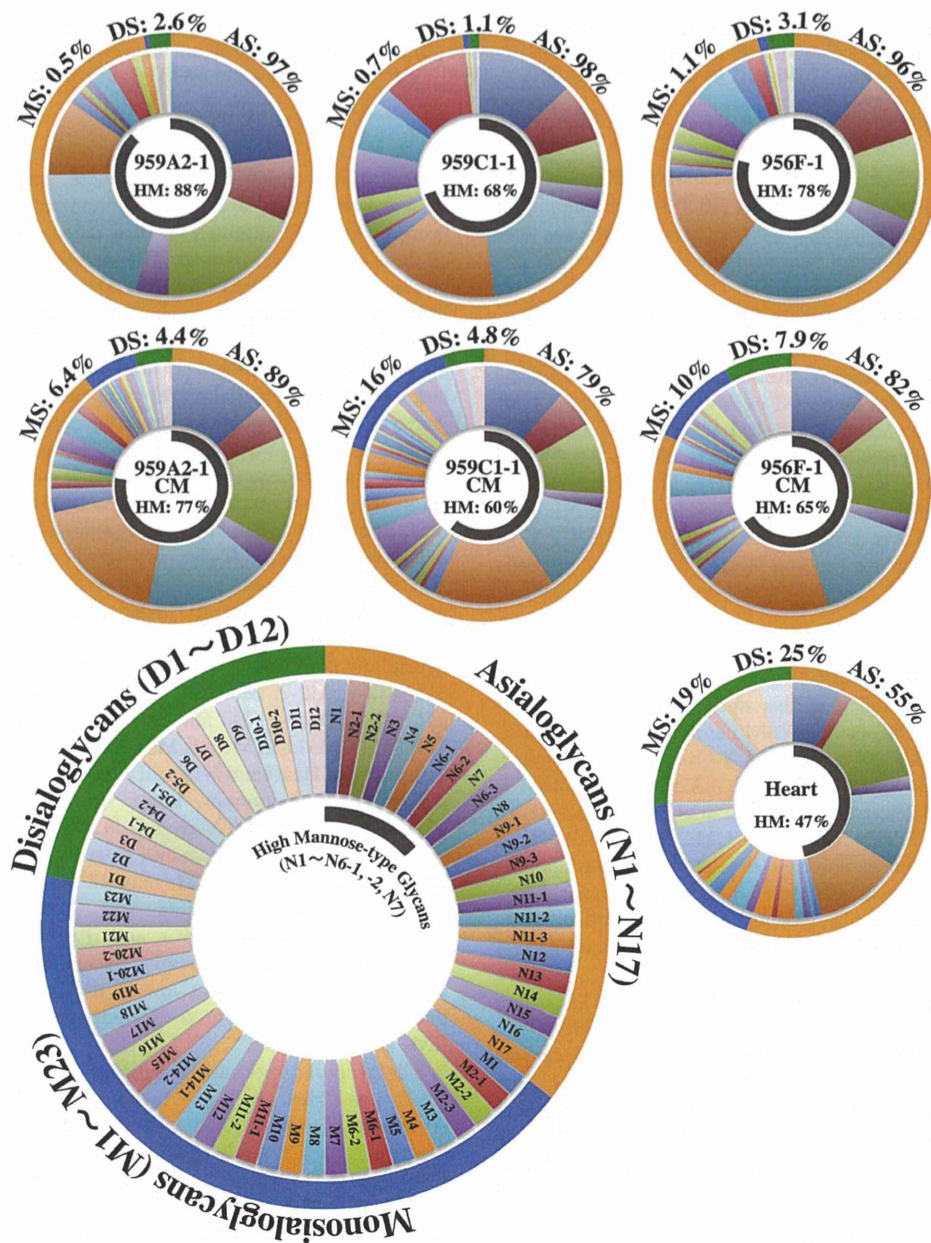 MS: 0.5%
DS: 2.6%
AS: 97%
959A2-1
HM: 88%
MS: 0.7%
DS: 1.1%
AS: 98%
959C1-1
HM: 68%
MS: 1.1%
DS: 3.1%
AS: 96%
956F-1
HM: 78%
MS: 6.4%
DS: 4.4%
AS: 89%
959A2-1
CM
HM: 77%
MS: 16%
DS: 4.8%
AS: 79%
959C1-1
CM
HM: 60%
MS: 10%
DS: 7.9%
AS: 82%
956F-1
CM
HM: 65%
MS: 19%
DS: 25%
AS: 55%
Heart
HM: 47%
Disialoglycans (D1～D12)
Asialoglycans (N1～N17)
Monosialoglycans (M1～M23)
High Mannose-type Glycans
(N1～N6-1, -2, N7)
N1
N2-1
N2-2
N3
N4
N5
N6-1
N6-2
N7
N6-3
N8
N9-1
N9-2
N9-3
N10
N11-1
N11-2
N11-3
N12
N13
N14
N15
N16
N17
M1
M2-1
M2-2
M2-3
M3
M4
M5
M6-1
M6-2
M7
M8
M9
M10
M11-1
M11-2
M12
M13
M14-1
M14-2
M15
M16
M17
M18
M19
M20-1
M20-2
M21
M22
M23
D1
D2
D3
D4-1
D4-2
D5-1
D5-2
D6
D7
D8
D9
D10-1
D10-2
D11
D12